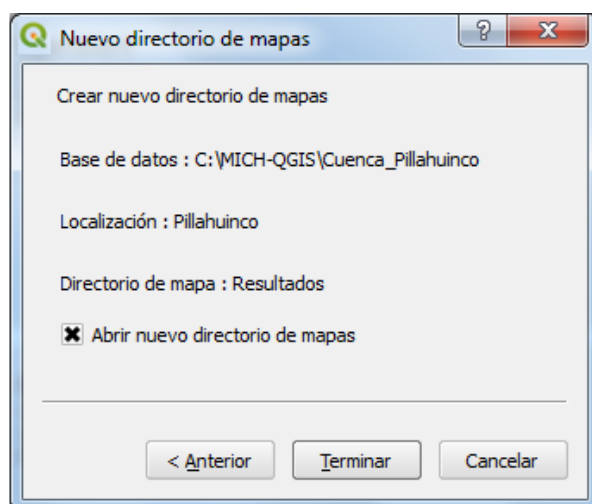 Nuevo directorio de mapas
?
Crear nuevo directorio de mapas
Base de datos : C:\MICH-QGIS\Cuenca_Pillahuinco
Localización : Pillahuinco
Directorio de mapa : Resultados
Abrir nuevo directorio de mapas
< Anterior Terminar Cancelar